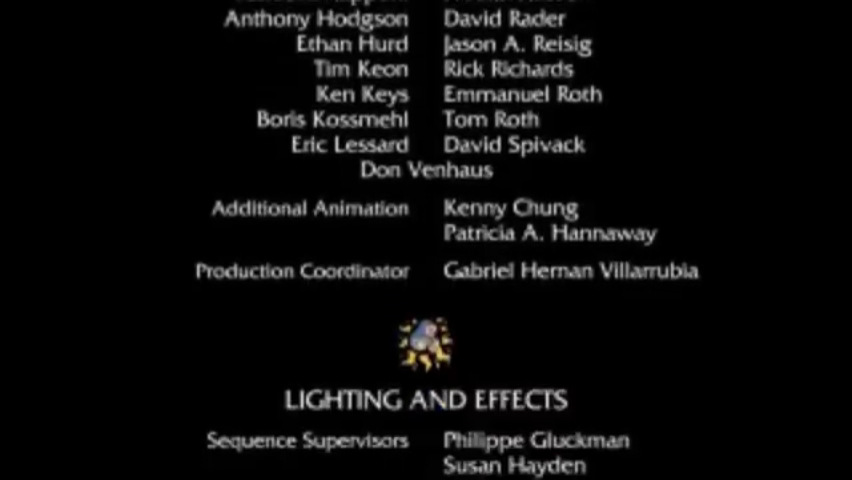 Anthony Hodgson David Rader
Ethan Hurd Jason A. Reisig
Tim Keon Rick Richards
Ken Keys Emmanuel Roth
Boris Kossmehl Tom Roth
Eric Lessard David Spivack
Don Venhaus
Additional Animation Kenny Chung
Patricia A. Hannaway
Production Coordinator Gabriel Hernan Villarrubia
LIGHTING AND EFFECTS
Sequence Supervisors Philippe Gluckman
Susan Hayden